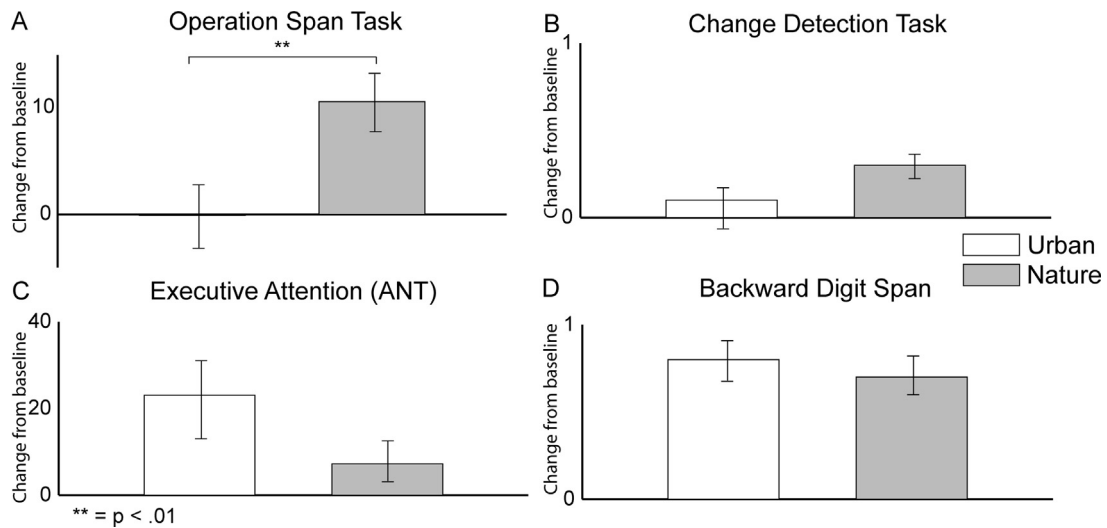 A
Operation Span Task
**
Change from baseline
10
0
B
Change Detection Task
Change from baseline
1
0
Urban
Nature
C
Executive Attention (ANT)
Change from baseline
40
20
0
** = p < .01
D
Backward Digit Span
Change from baseline
1
0